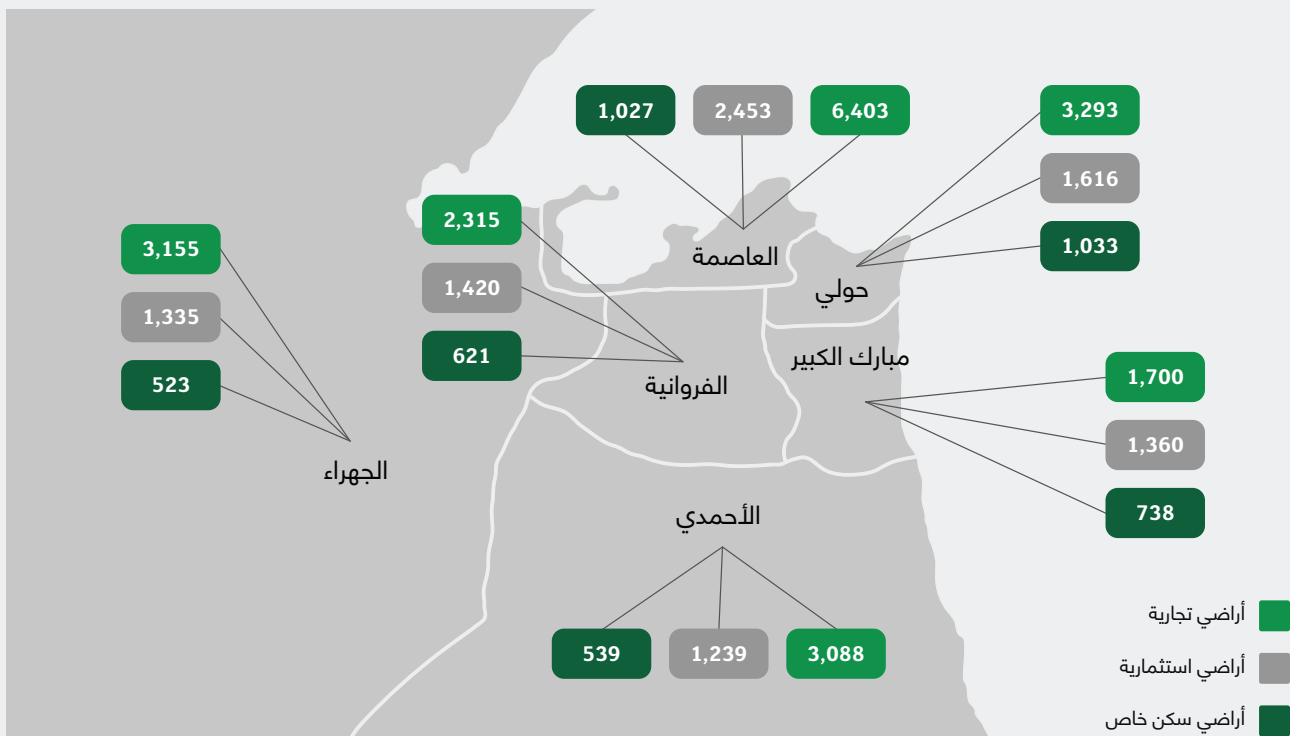 1,027
2,453
6,403
العاصمة
3,293
1,616
1,033
حولي
2,315
1,420
621
الفروانية
3,155
1,335
523
الجهراء
مبارك الكبير
1,700
1,360
738
الأحمدي
539
1,239
3,088
أراضي تجارية
أراضي استثمارية
أراضي سكن خاص